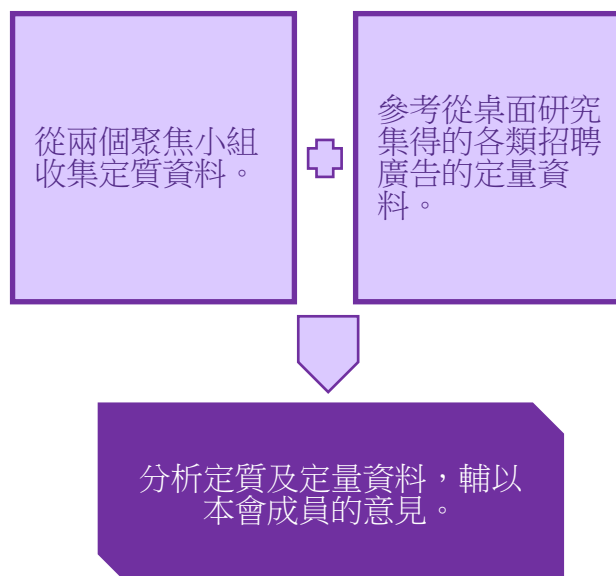 從兩個聚焦小組
收集定質資料。
參考從桌面研究
集得的各類招聘
廣告的定量資
料。
分析定質及定量資料，輔以
本會成員的意見。